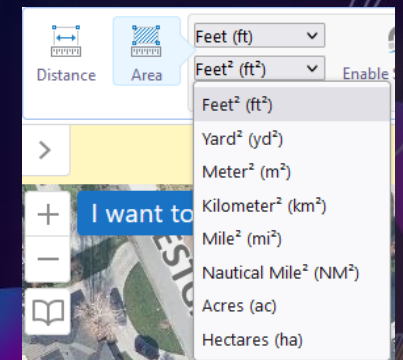 Distance
Area
Feet (ft)
Feet² (ft²)
Enable
Feet² (ft²)
Yard² (yd²)
Meter² (m²)
Kilometer² (km²)
Mile² (mi²)
Nautical Mile² (NM²)
Acres (ac)
Hectares (ha)
I want to